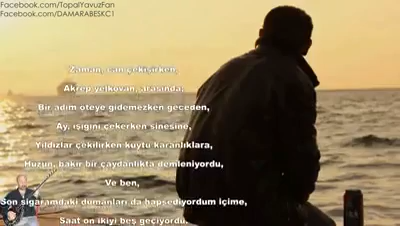 Facebook.com/TopalYavuzFan
Facebook.com/DAMARABESKC1
Zaman, can çekişirken,
Akrep yelkovan, arasında,
Bir adım öteye gidemezken geceden,
Ay, ışığını çekerken sinesine,
Yıldızlar çekilirken kuytu karanlıklara,
Hüzün, bakır bir çaydanlıkta demleniyordu,
Ve ben,
Son sigaramdaki dumanları da hapsediyordum içime,
Saat on ikiyi beş geçiyordu.